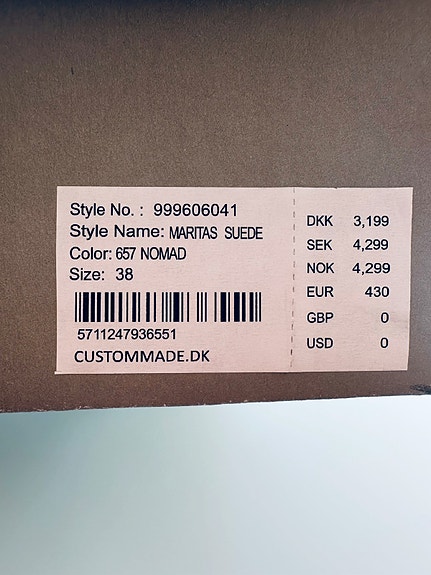 Style No. : 999606041
Style Name: MARITAS SUEDE
Color: 657 NOMAD
Size: 38
5711247936551
CUSTOMMADE.DK
DKK 3,199
SEK 4,299
NOK 4,299
EUR 430
GBP 0
USD 0